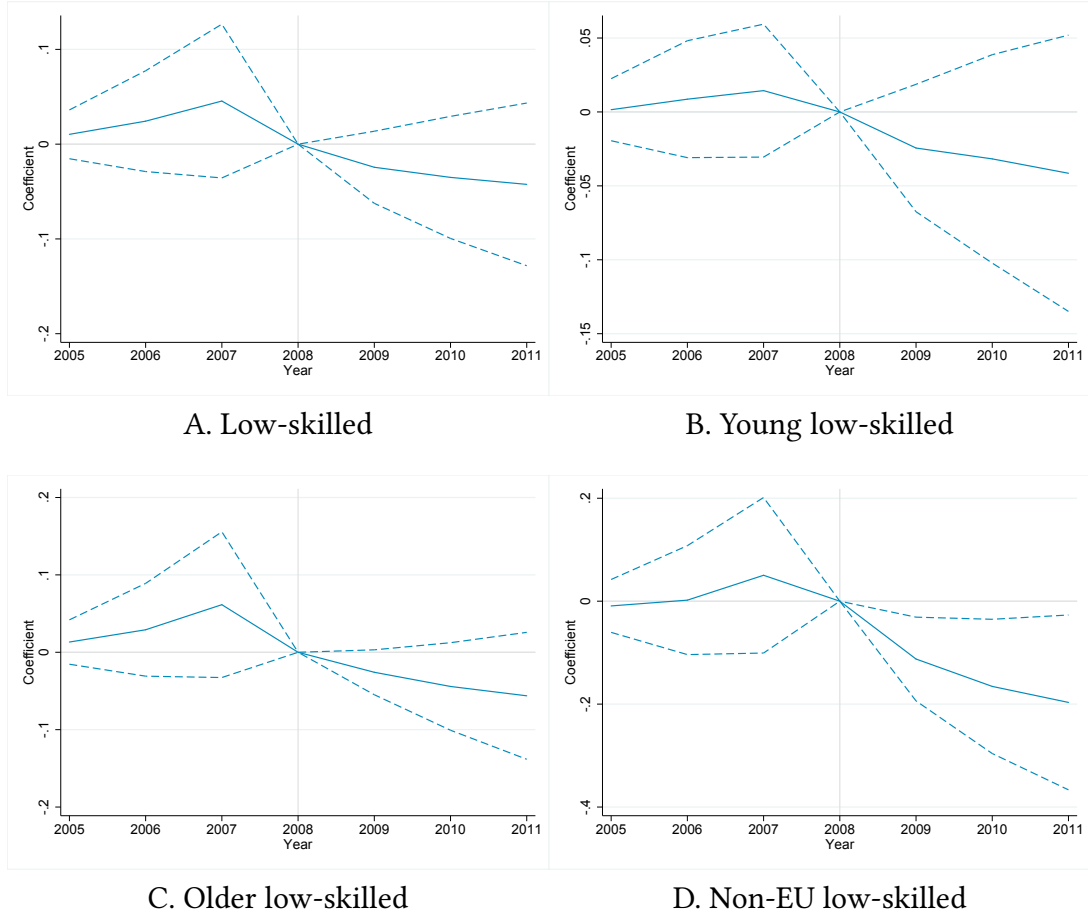 .1
0
-.1
-.2
Coefficient
2005 2006 2007 2008 2009 2010 2011
Year
A. Low-skilled
.05
0
-.05
-.1
-.15
Coefficient
2005 2006 2007 2008 2009 2010 2011
Year
B. Young low-skilled
.2
.1
0
-.1
-.2
Coefficient
2005 2006 2007 2008 2009 2010 2011
Year
C. Older low-skilled
.2
0
-.2
-.4
Coefficient
2005 2006 2007 2008 2009 2010 2011
Year
D. Non-EU low-skilled